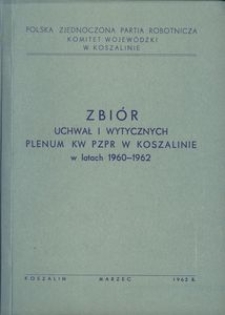 POLSKA ZJEDNOCZONA PARTIA ROBOTNICZA
KOMITET WOJEWÓDZKI
W KOSZALINIE
ZBIÓR
UCHWAŁ I WYTYCZNYCH
PLENUM KW PZPR W KOSZALINIE
w latach 1960—1962
KOSZALIN MARZEC 1962 R.